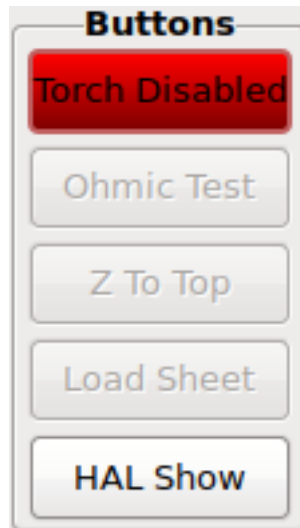 Buttons
Torch Disabled
Ohmic Test
Z To Top
Load Sheet
HAL Show